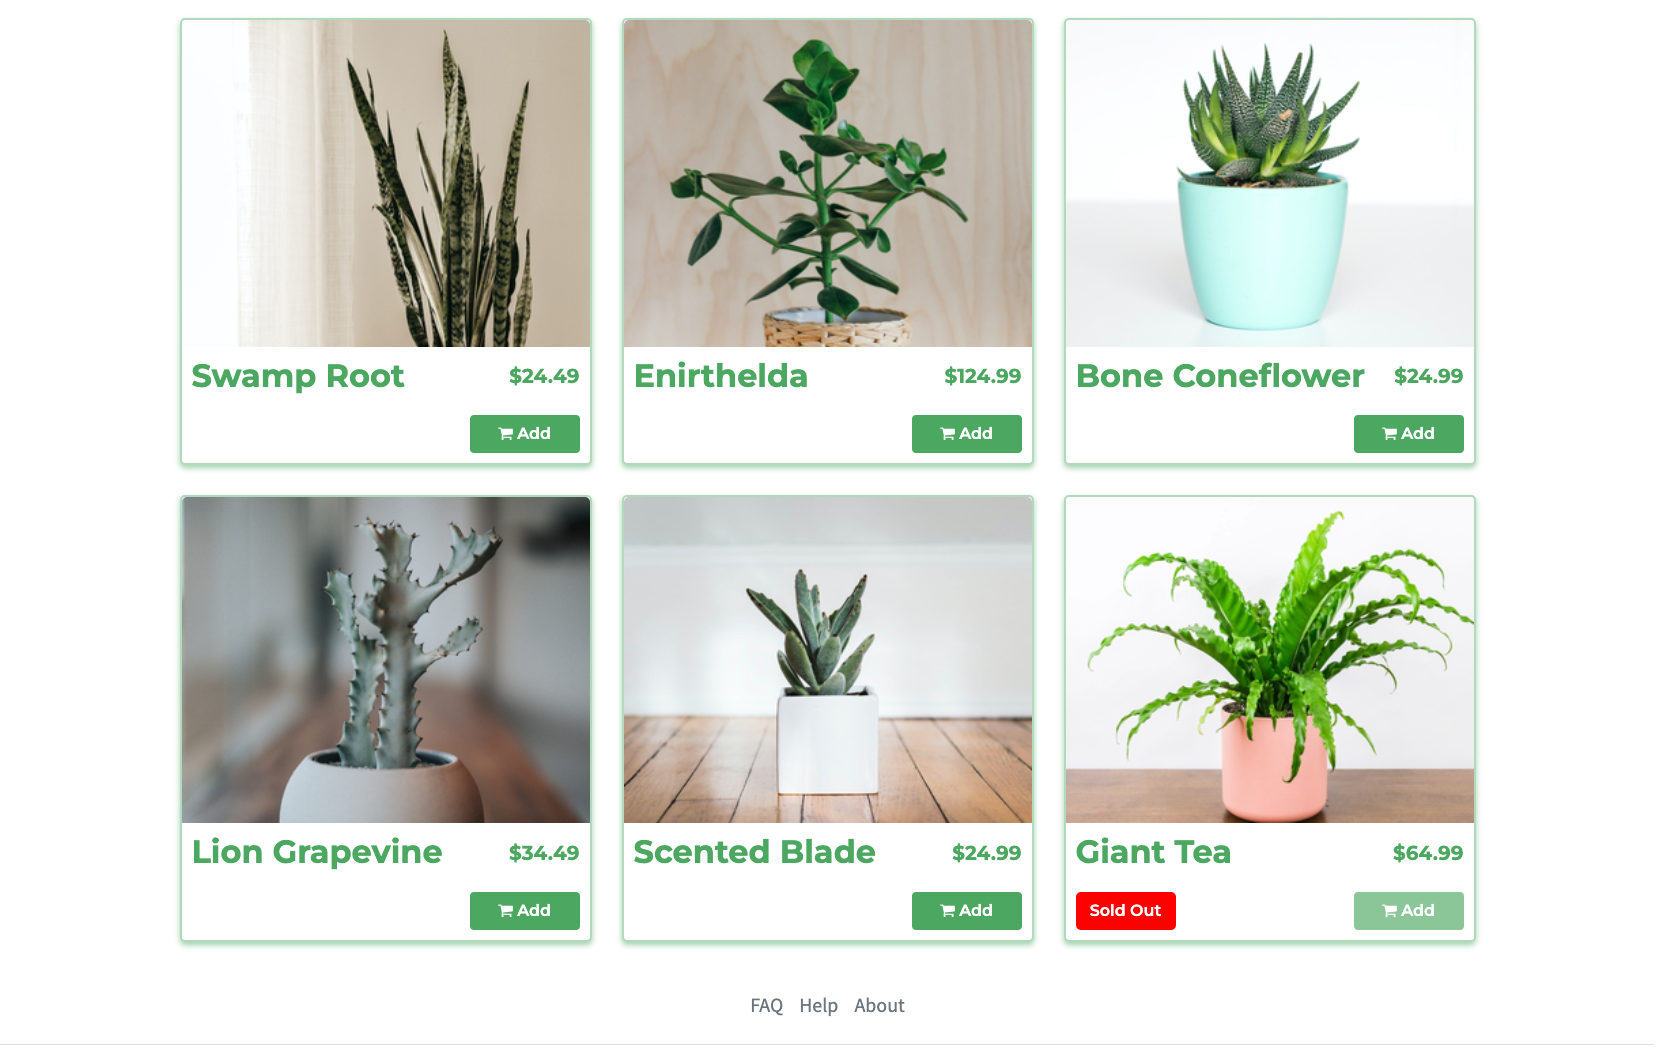 Swamp Root $24.49
Add
Enirthelda $124.99
Add
Bone Coneflower $24.99
Add
Lion Grapevine $34.49
Add
Scented Blade $24.99
Add
Giant Tea $64.99
Sold Out Add
FAQ Help About